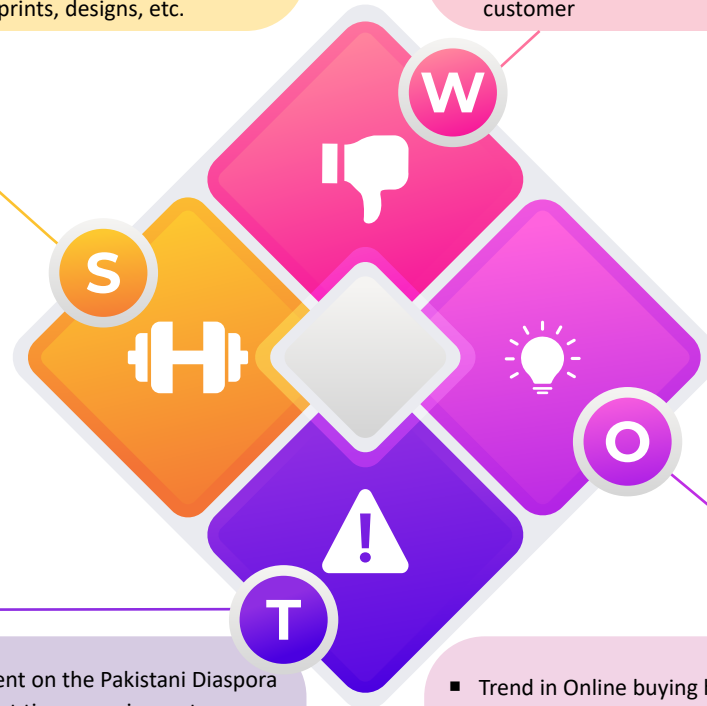 prints, designs, etc.
customer
W
S
O
T
ent on the Pakistani Diaspora
Trend in Online buying